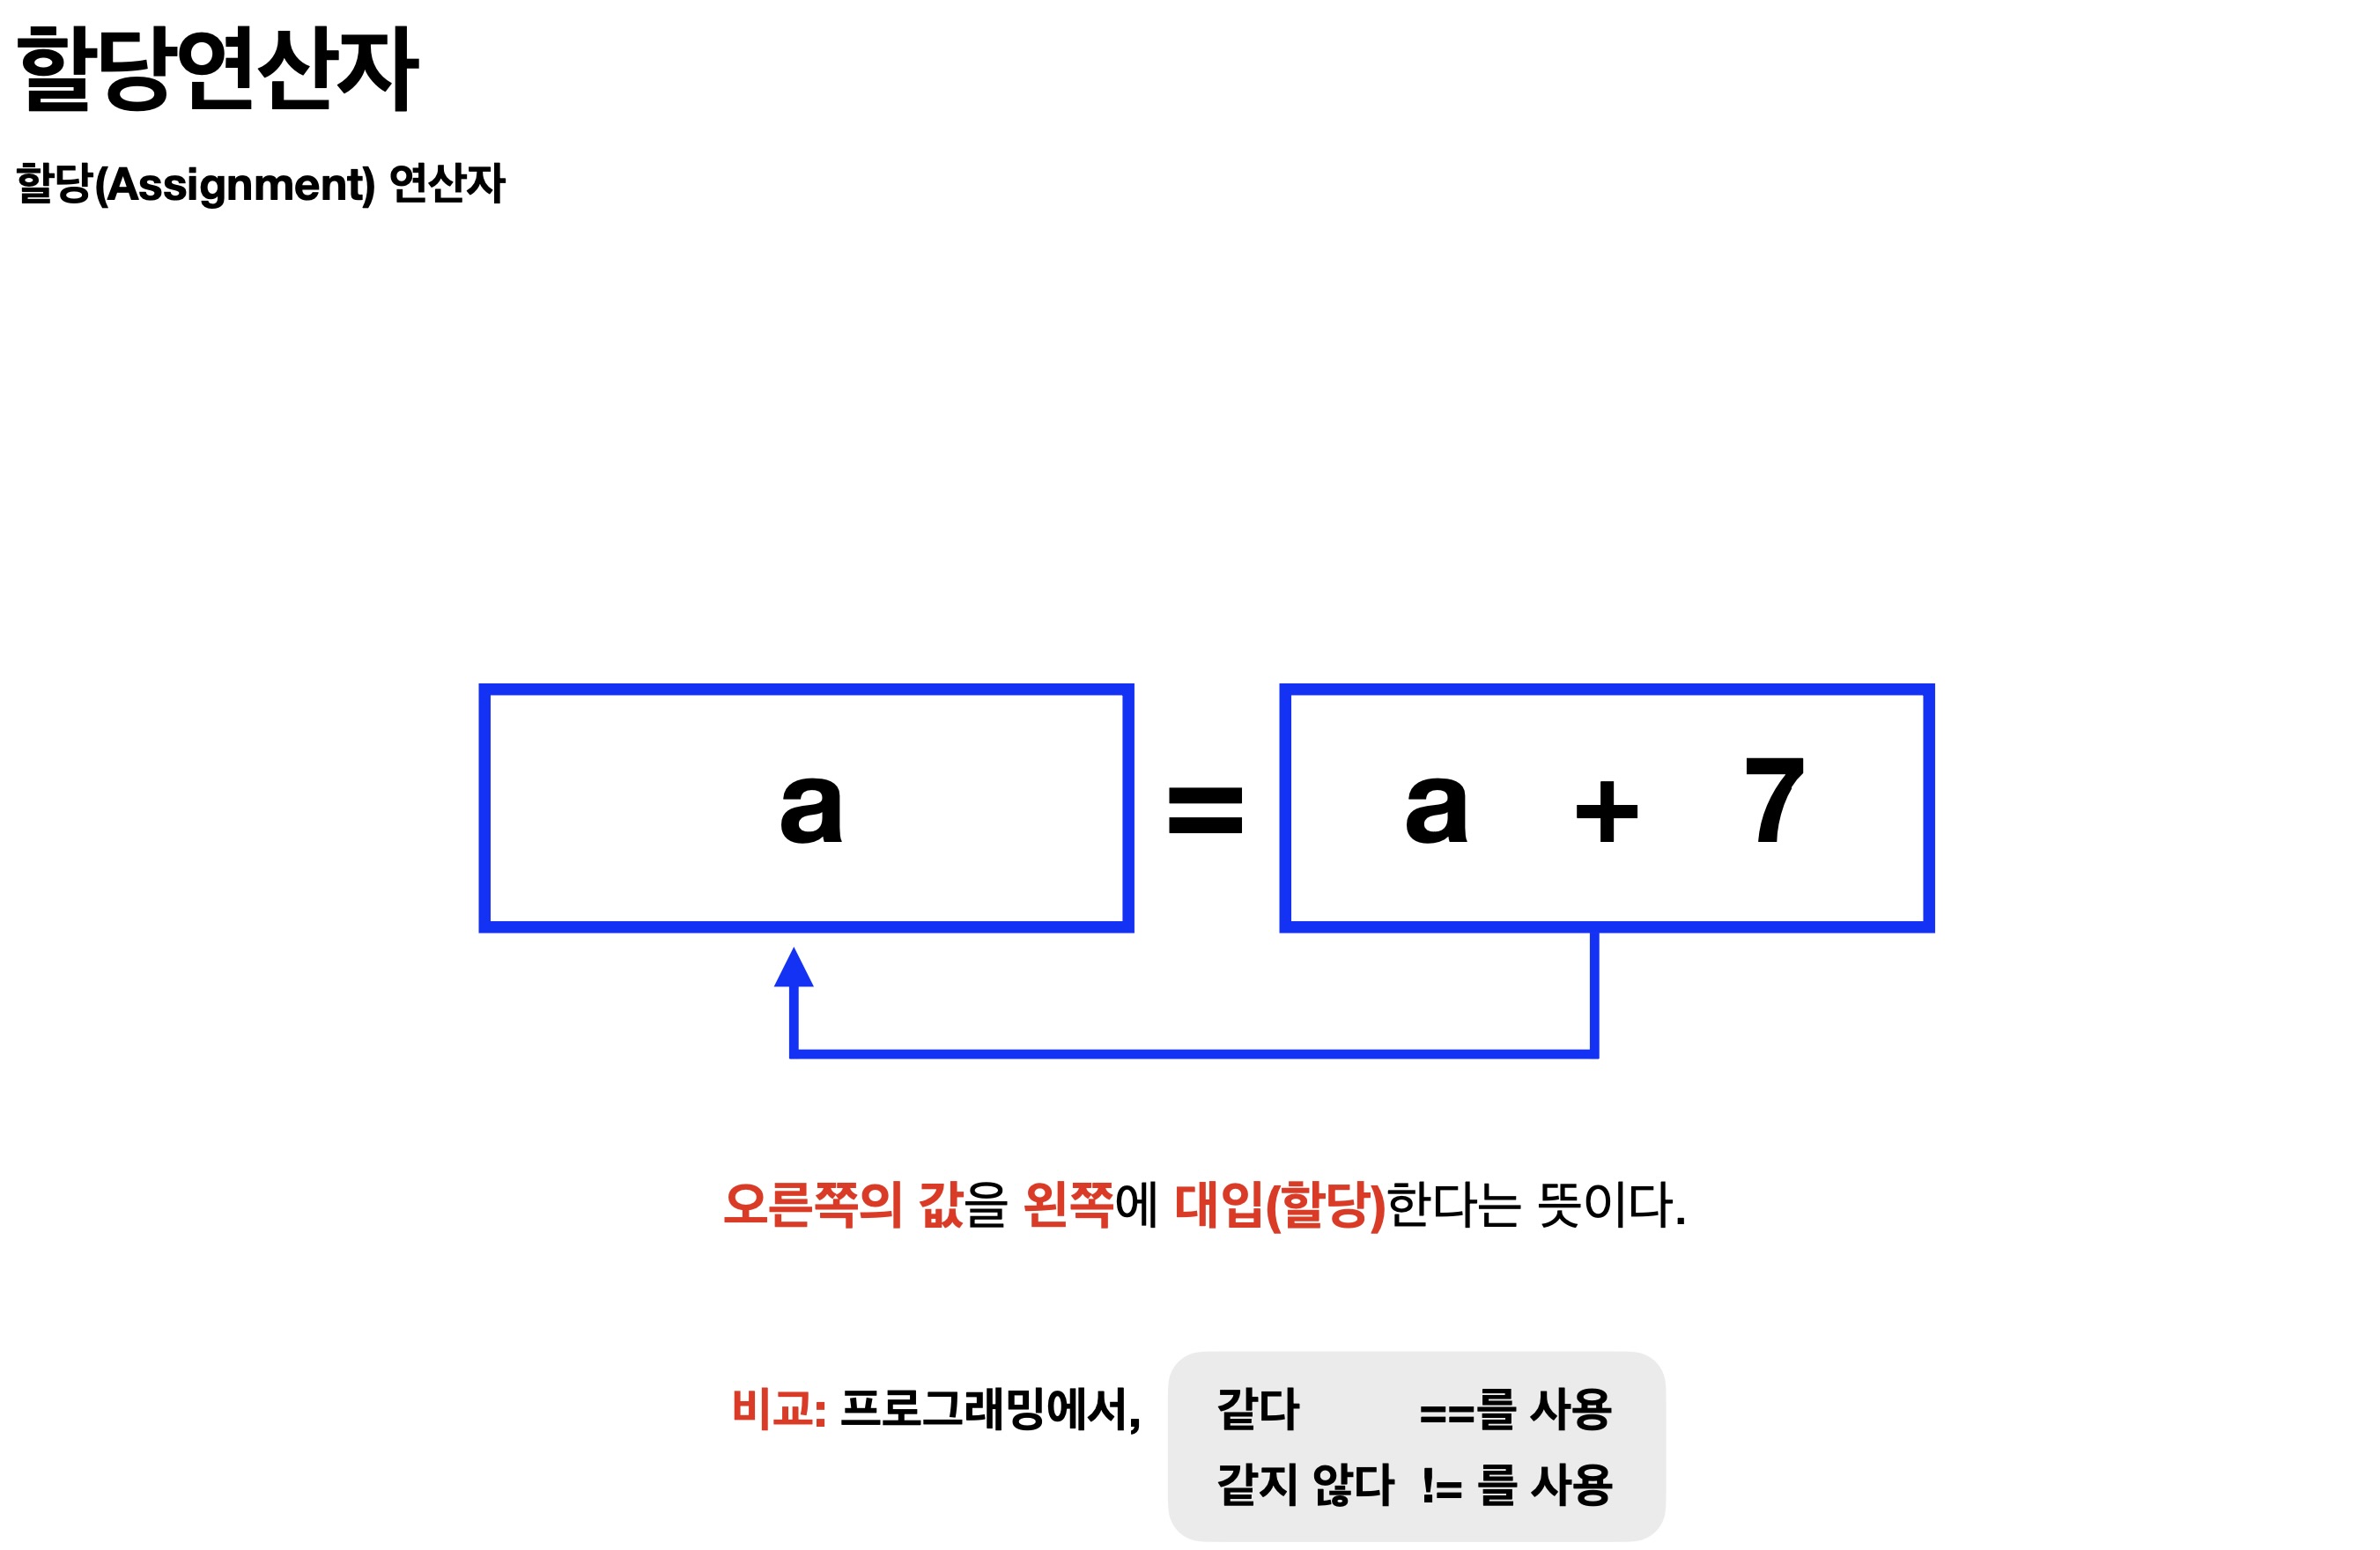 할당연산자
할당(Assignment) 연산자
a = a + 7
오른쪽의 값을 왼쪽에 대입(할당)한다는 뜻이다.
비교: 프로그래밍에서,
같다 ==를 사용
같지 않다 != 를 사용